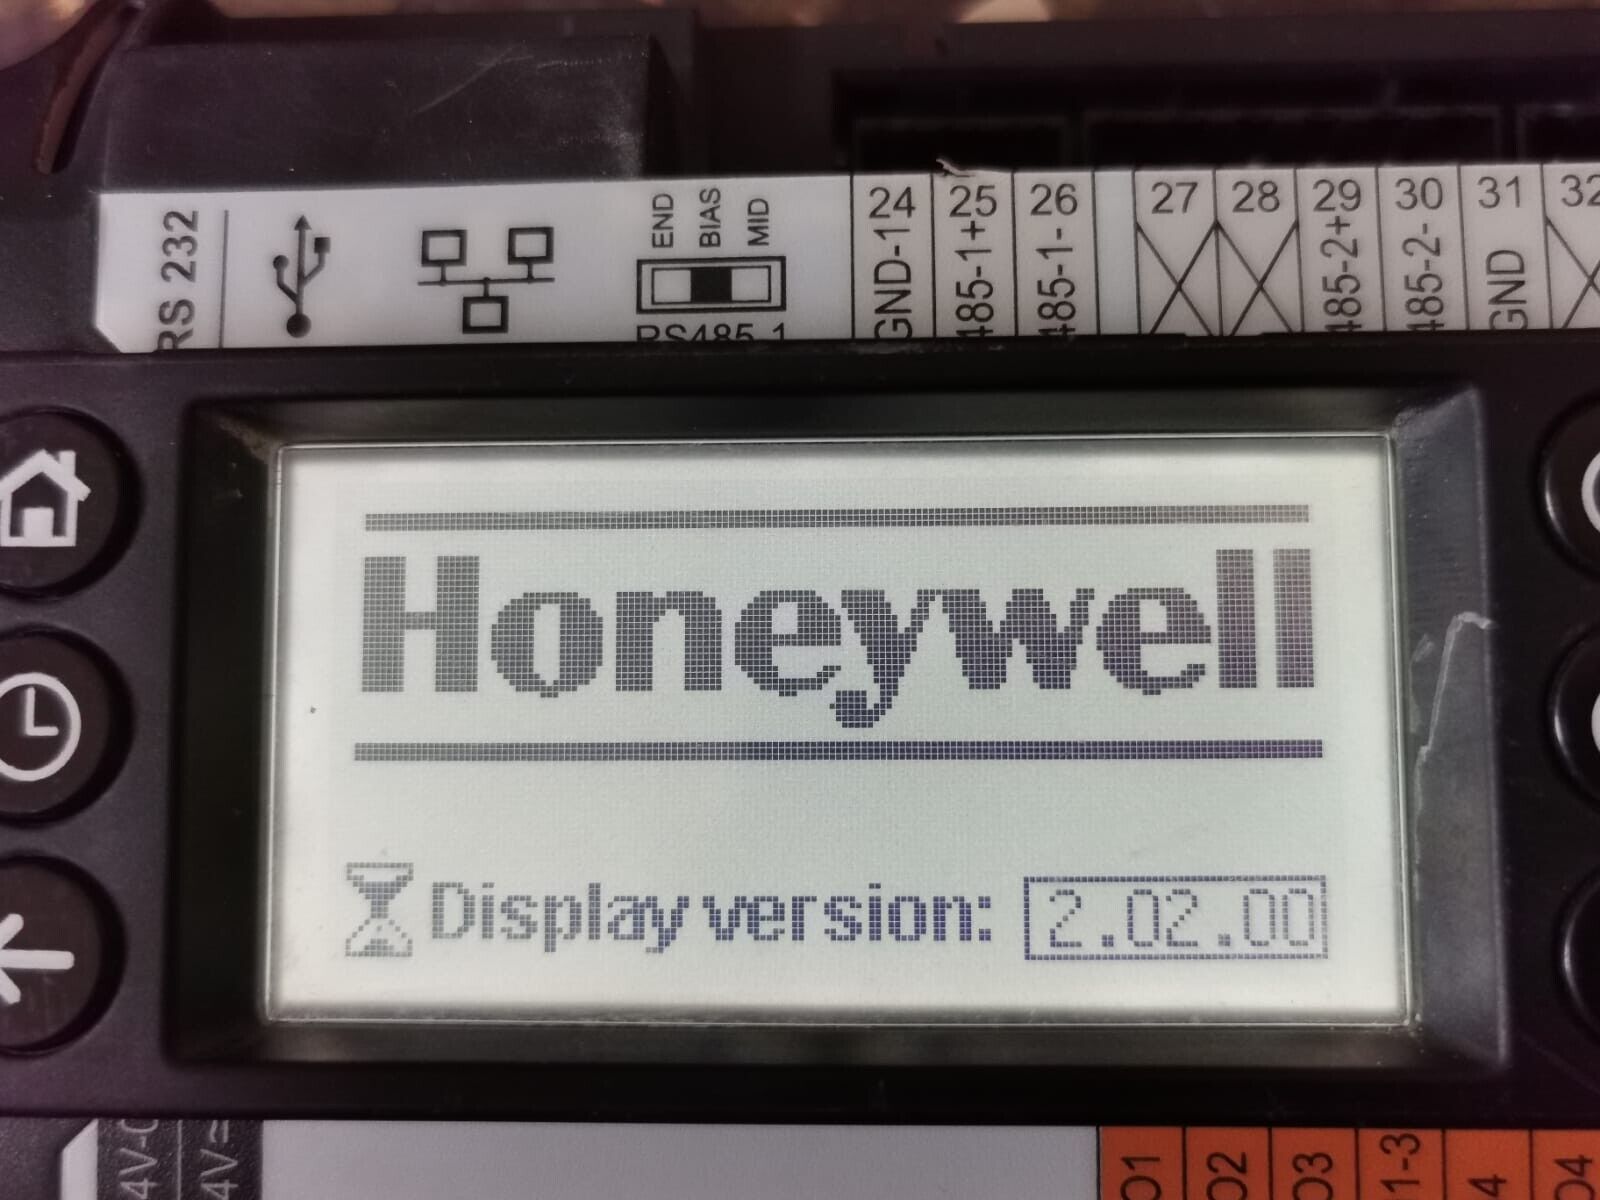 RS 232
END
BIAS
MID
RS485-1
24
GND-1
25
485-1+
26
485-1-
27
28
29
485-2+
30
485-2-
31
GND
32
Honeywell
Display version: 2.02.00